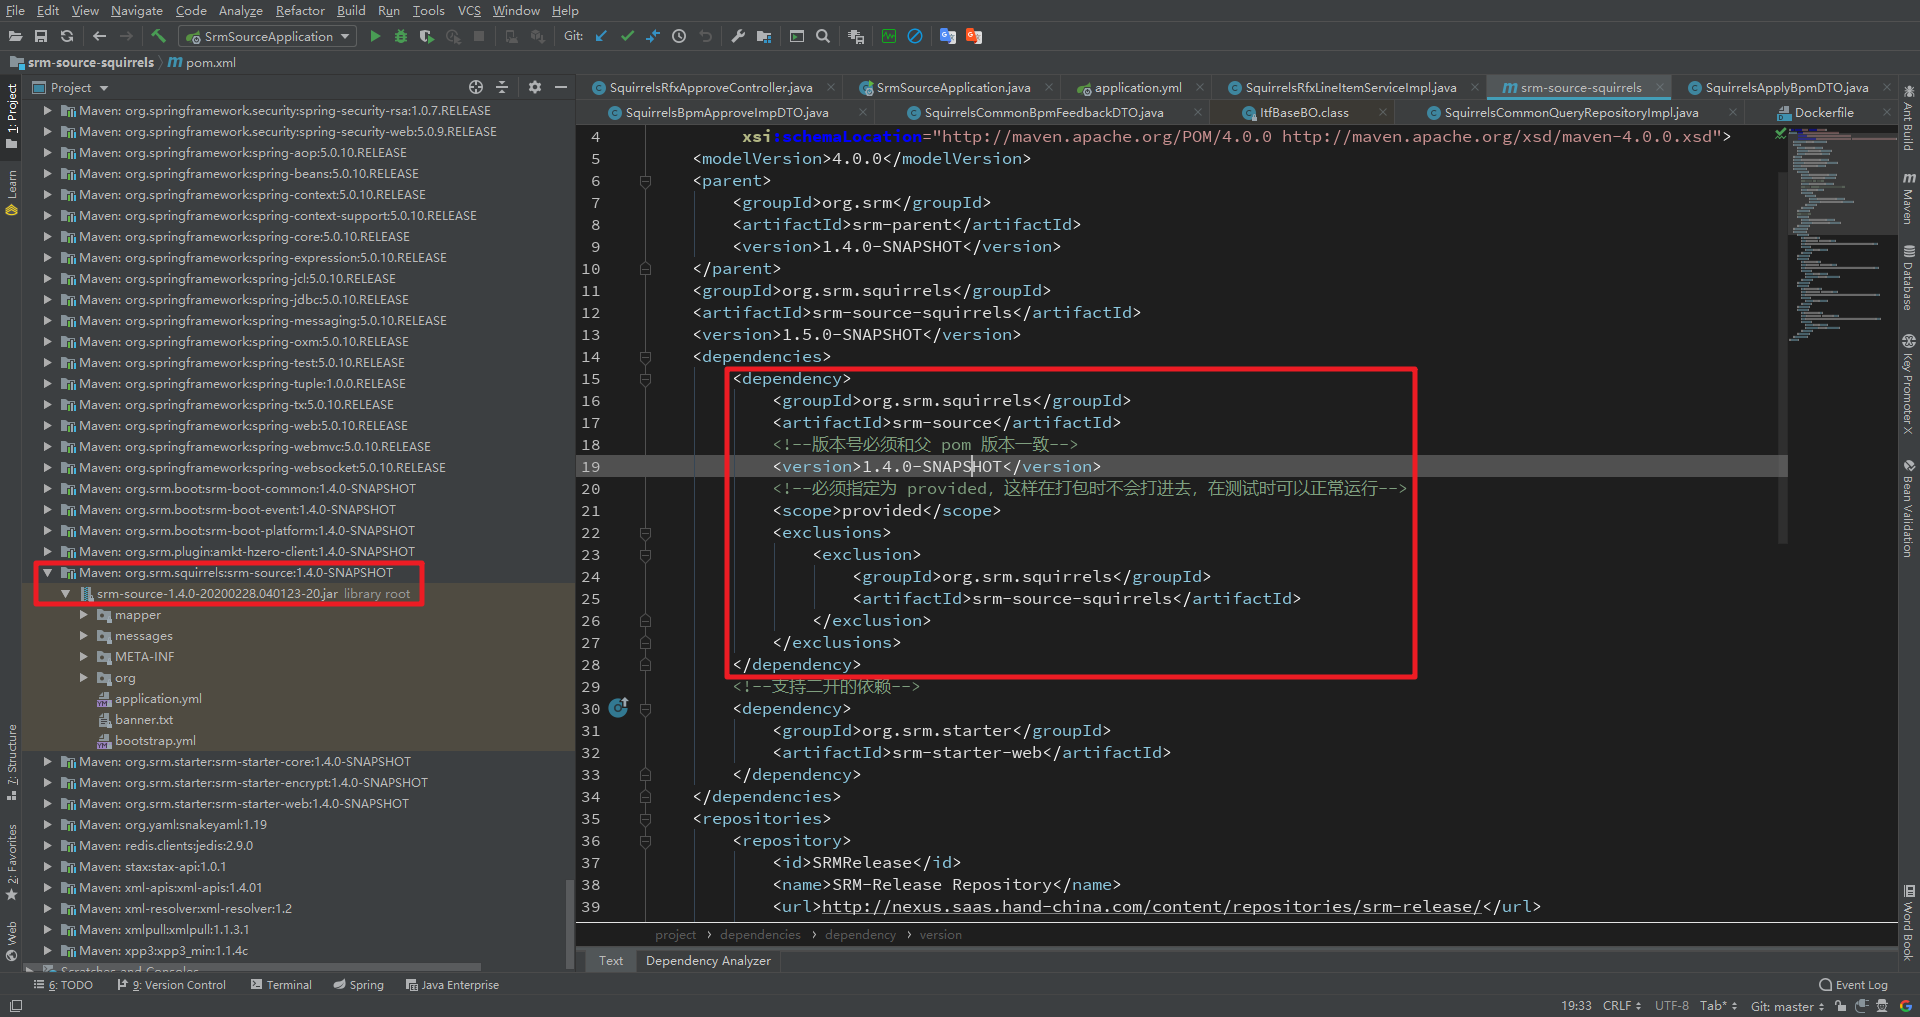 File Edit View Navigate Code Analyze Refactor Build Run Tools VCS Window Help
SrmSourceApplication
Git:
srm-source-squirrels pom.xml
Project
SquirrelsRfxApproveController.java SrmSourceApplication.java application.yml SquirrelsRfxLineItemServiceImpl.java srm-source-squirrels SquirrelsApplyBpmDTO.java
SquirrelsBpmApproveImpDTO.java SquirrelsCommonBpmFeedbackDTO.java ItfBaseBO.class SquirrelsCommonQueryRepositoryImpl.java Dockerfile
1: Project
Learn
7: Structure
2: Favorites
Web
Maven: org.springframework.security:spring-security-rsa:1.0.7.RELEASE
Maven: org.springframework.security:spring-security-web:5.0.9.RELEASE
Maven: org.springframework:spring-aop:5.0.10.RELEASE
Maven: org.springframework:spring-beans:5.0.10.RELEASE
Maven: org.springframework:spring-context:5.0.10.RELEASE
Maven: org.springframework:spring-context-support:5.0.10.RELEASE
Maven: org.springframework:spring-core:5.0.10.RELEASE
Maven: org.springframework:spring-expression:5.0.10.RELEASE
Maven: org.springframework:spring-jcl:5.0.10.RELEASE
Maven: org.springframework:spring-jdbc:5.0.10.RELEASE
Maven: org.springframework:spring-messaging:5.0.10.RELEASE
Maven: org.springframework:spring-oxm:5.0.10.RELEASE
Maven: org.springframework:spring-test:5.0.10.RELEASE
Maven: org.springframework:spring-tuple:1.0.0.RELEASE
Maven: org.springframework:spring-tx:5.0.10.RELEASE
Maven: org.springframework:spring-web:5.0.10.RELEASE
Maven: org.springframework:spring-webmvc:5.0.10.RELEASE
Maven: org.springframework:spring-websocket:5.0.10.RELEASE
Maven: org.srm.boot:srm-boot-common:1.4.0-SNAPSHOT
Maven: org.srm.boot:srm-boot-event:1.4.0-SNAPSHOT
Maven: org.srm.boot:srm-boot-platform:1.4.0-SNAPSHOT
Maven: org.srm.plugin:amkt-hzero-client:1.4.0-SNAPSHOT
Maven: org.srm.squirrels:srm-source:1.4.0-SNAPSHOT
srm-source-1.4.0-20200228.040123-20.jar library root
mapper
messages
META-INF
org
application.yml
banner.txt
bootstrap.yml
Maven: org.srm.starter:srm-starter-core:1.4.0-SNAPSHOT
Maven: org.srm.starter:srm-starter-encrypt:1.4.0-SNAPSHOT
Maven: org.srm.starter:srm-starter-web:1.4.0-SNAPSHOT
Maven: org.yaml:snakeyaml:1.19
Maven: redis.clients:jedis:2.9.0
Maven: stax:stax-api:1.0.1
Maven: xml-apis:xml-apis:1.4.01
Maven: xml-resolver:xml-resolver:1.2
Maven: xmlpull:xmlpull:1.1.3.1
Maven: xpp3:xpp3_min:1.1.4c
Scratches and Consoles
4 xsi:schemaLocation="http://maven.apache.org/POM/4.0.0 http://maven.apache.org/xsd/maven-4.0.0.xsd">
5 <modelVersion>4.0.0</modelVersion>
6 <parent>
7 <groupId>org.srm</groupId>
8 <artifactId>srm-parent</artifactId>
9 <version>1.4.0-SNAPSHOT</version>
10 </parent>
11 <groupId>org.srm.squirrels</groupId>
12 <artifactId>srm-source-squirrels</artifactId>
13 <version>1.5.0-SNAPSHOT</version>
14 <dependencies>
15 <dependency>
16 <groupId>org.srm.squirrels</groupId>
17 <artifactId>srm-source</artifactId>
18 <!--版本号必须和父 pom 版本一致-->
19 <version>1.4.0-SNAPSHOT</version>
20 <!--必须指定为 provided，这样在打包时不会打进去，在测试时可以正常运行-->
21 <scope>provided</scope>
22 <exclusions>
23 <exclusion>
24 <groupId>org.srm.squirrels</groupId>
25 <artifactId>srm-source-squirrels</artifactId>
26 </exclusion>
27 </exclusions>
28 </dependency>
29 <!--支持二开的依赖-->
30 <dependency>
31 <groupId>org.srm.starter</groupId>
32 <artifactId>srm-starter-web</artifactId>
33 </dependency>
34 </dependencies>
35 <repositories>
36 <repository>
37 <id>SRMRelease</id>
38 <name>SRM-Release Repository</name>
39 <url>http://nexus.saas.hand-china.com/content/repositories/srm-release/</url>
project › dependencies › dependency › version
Text Dependency Analyzer
Ant Build
Maven
Database
Key Promoter X
Bean Validation
Word Book
6: TODO 9: Version Control Terminal Spring Java Enterprise Event Log
19:33 CRLF UTF-8 Tab* Git: master